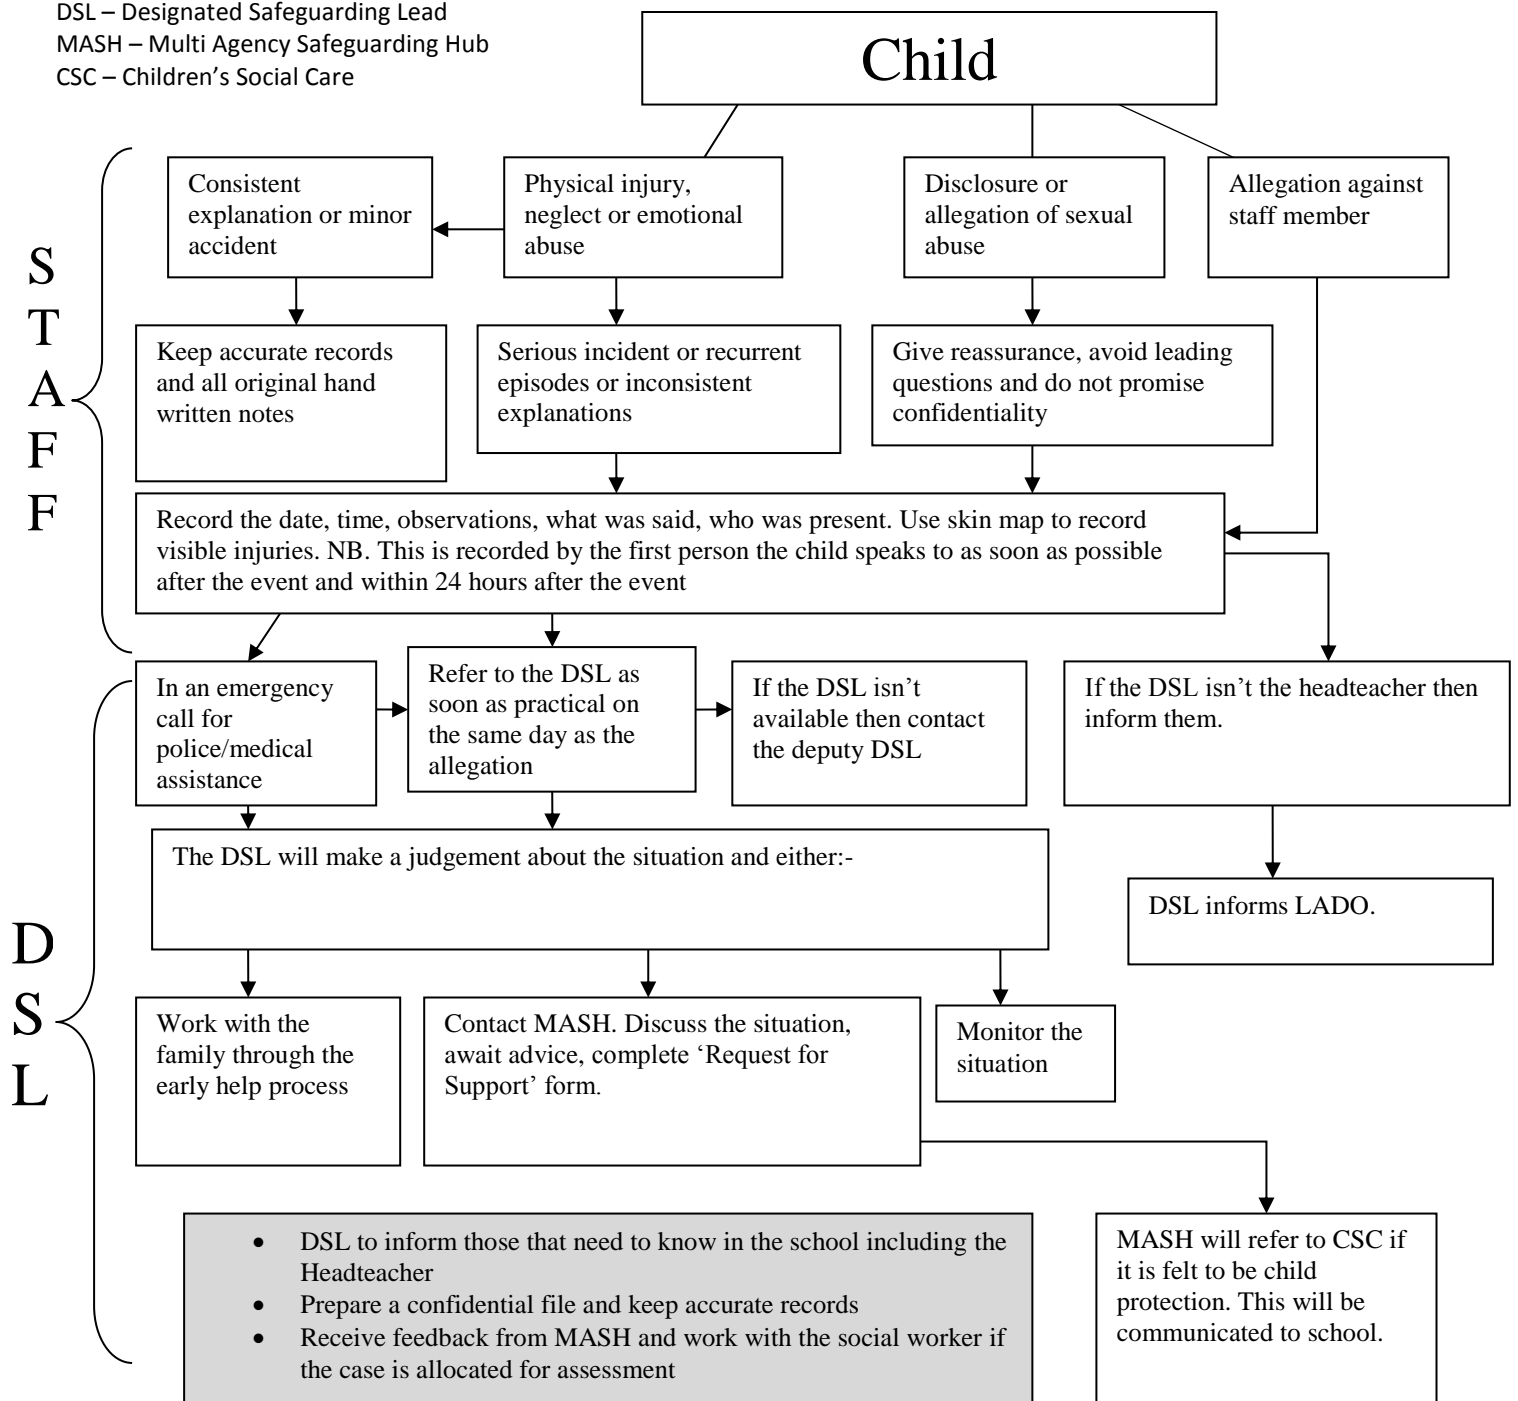 DSL – Designated Safeguarding Lead
MASH – Multi Agency Safeguarding Hub
CSC – Children's Social Care
Child
S
T
A
F
F
Consistent
explanation or minor
accident
Physical injury,
neglect or emotional
abuse
Disclosure or
allegation of sexual
abuse
Allegation against
staff member
Keep accurate records
and all original hand
written notes
Serious incident or recurrent
episodes or inconsistent
explanations
Give reassurance, avoid leading
questions and do not promise
confidentiality
Record the date, time, observations, what was said, who was present. Use skin map to record
visible injuries. NB. This is recorded by the first person the child speaks to as soon as possible
after the event and within 24 hours after the event
D
S
L
In an emergency
call for
police/medical
assistance
Refer to the DSL as
soon as practical on
the same day as the
allegation
If the DSL isn't
available then contact
the deputy DSL
If the DSL isn't the headteacher then
inform them.
The DSL will make a judgement about the situation and either:-
DSL informs LADO.
Work with the
family through the
early help process
Contact MASH. Discuss the situation,
await advice, complete ‘Request for
Support’ form.
Monitor the
situation
• DSL to inform those that need to know in the school including the
Headteacher
• Prepare a confidential file and keep accurate records
• Receive feedback from MASH and work with the social worker if
the case is allocated for assessment
MASH will refer to CSC if
it is felt to be child
protection. This will be
communicated to school.